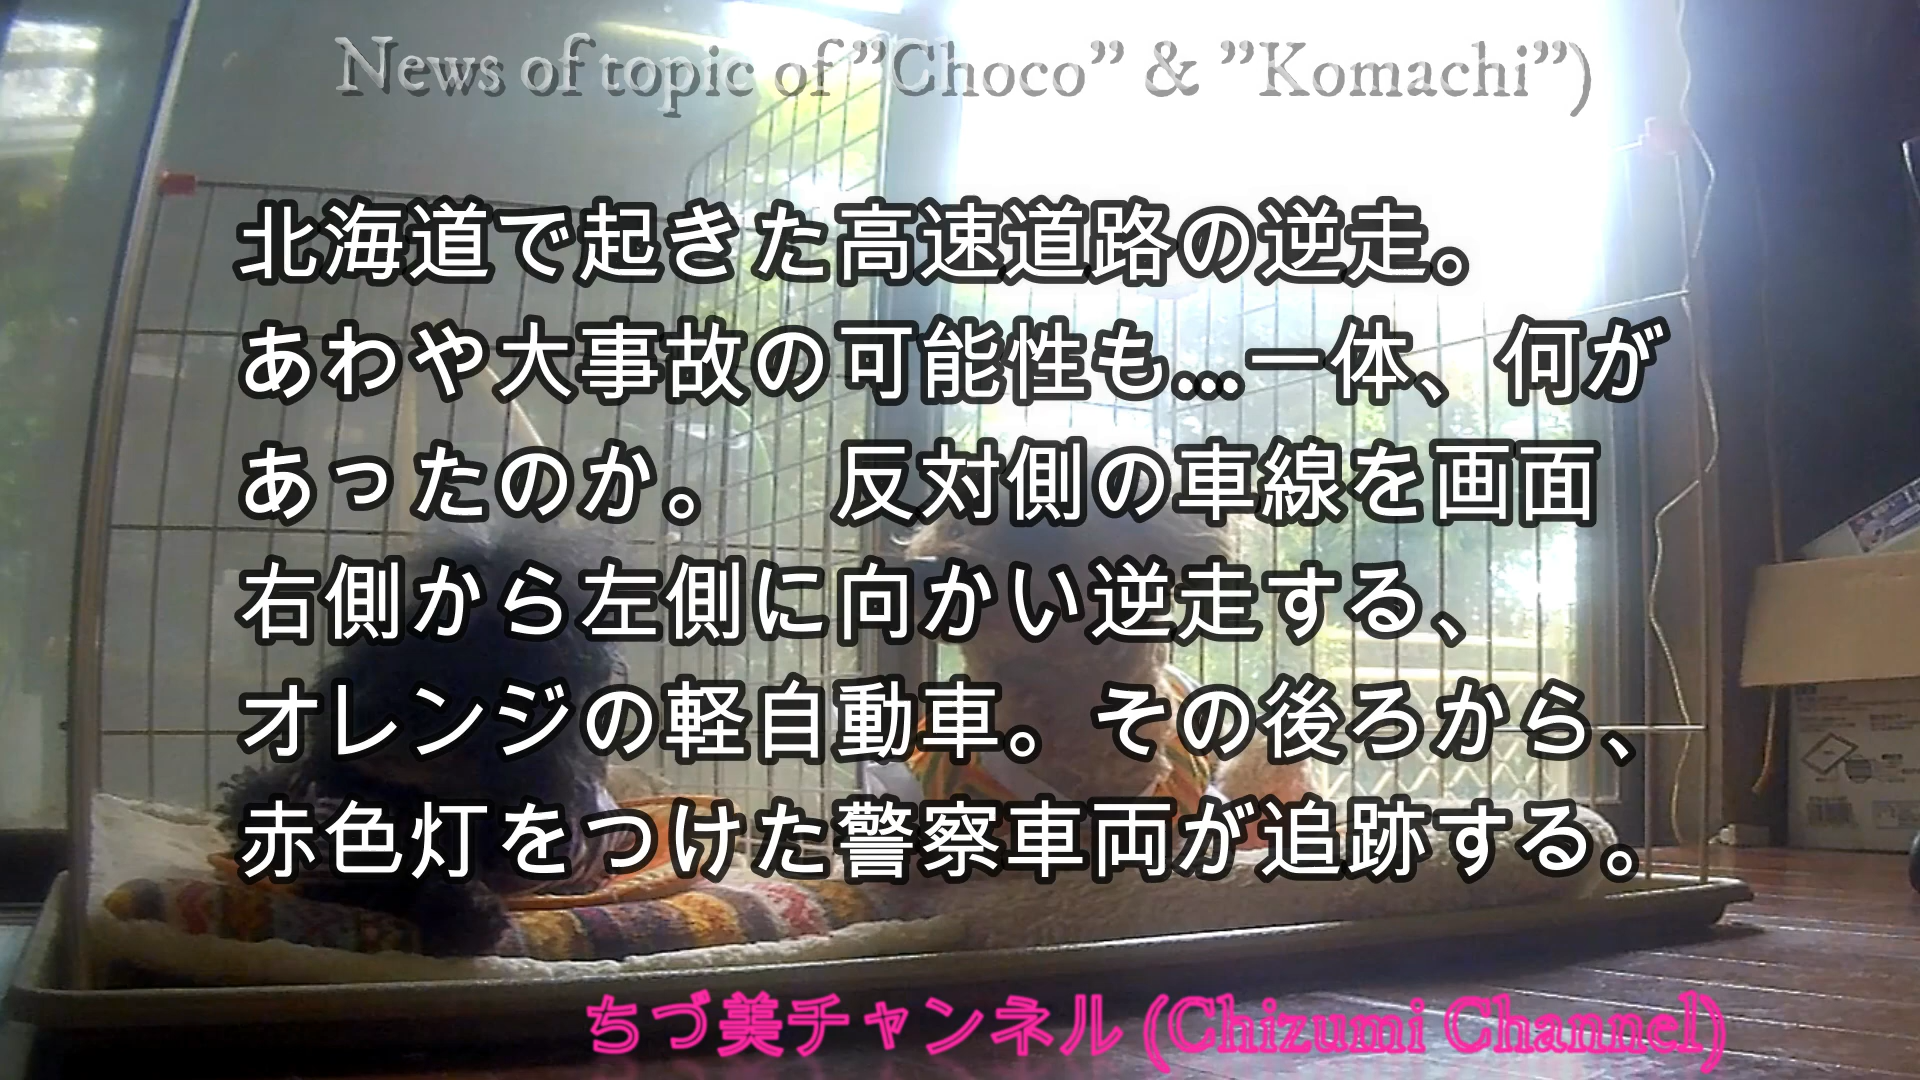 News of topic of "Choco" & "Komachi")
北海道で起きた高速道路の逆走。
あわや大事故の可能性も…一体、何が
あったのか。　反対側の車線を画面
右側から左側に向かい逆走する、
オレンジの軽自動車。その後ろから、
赤色灯をつけた警察車両が追跡する。
ちづ美チャンネル (Chizumi Channel)